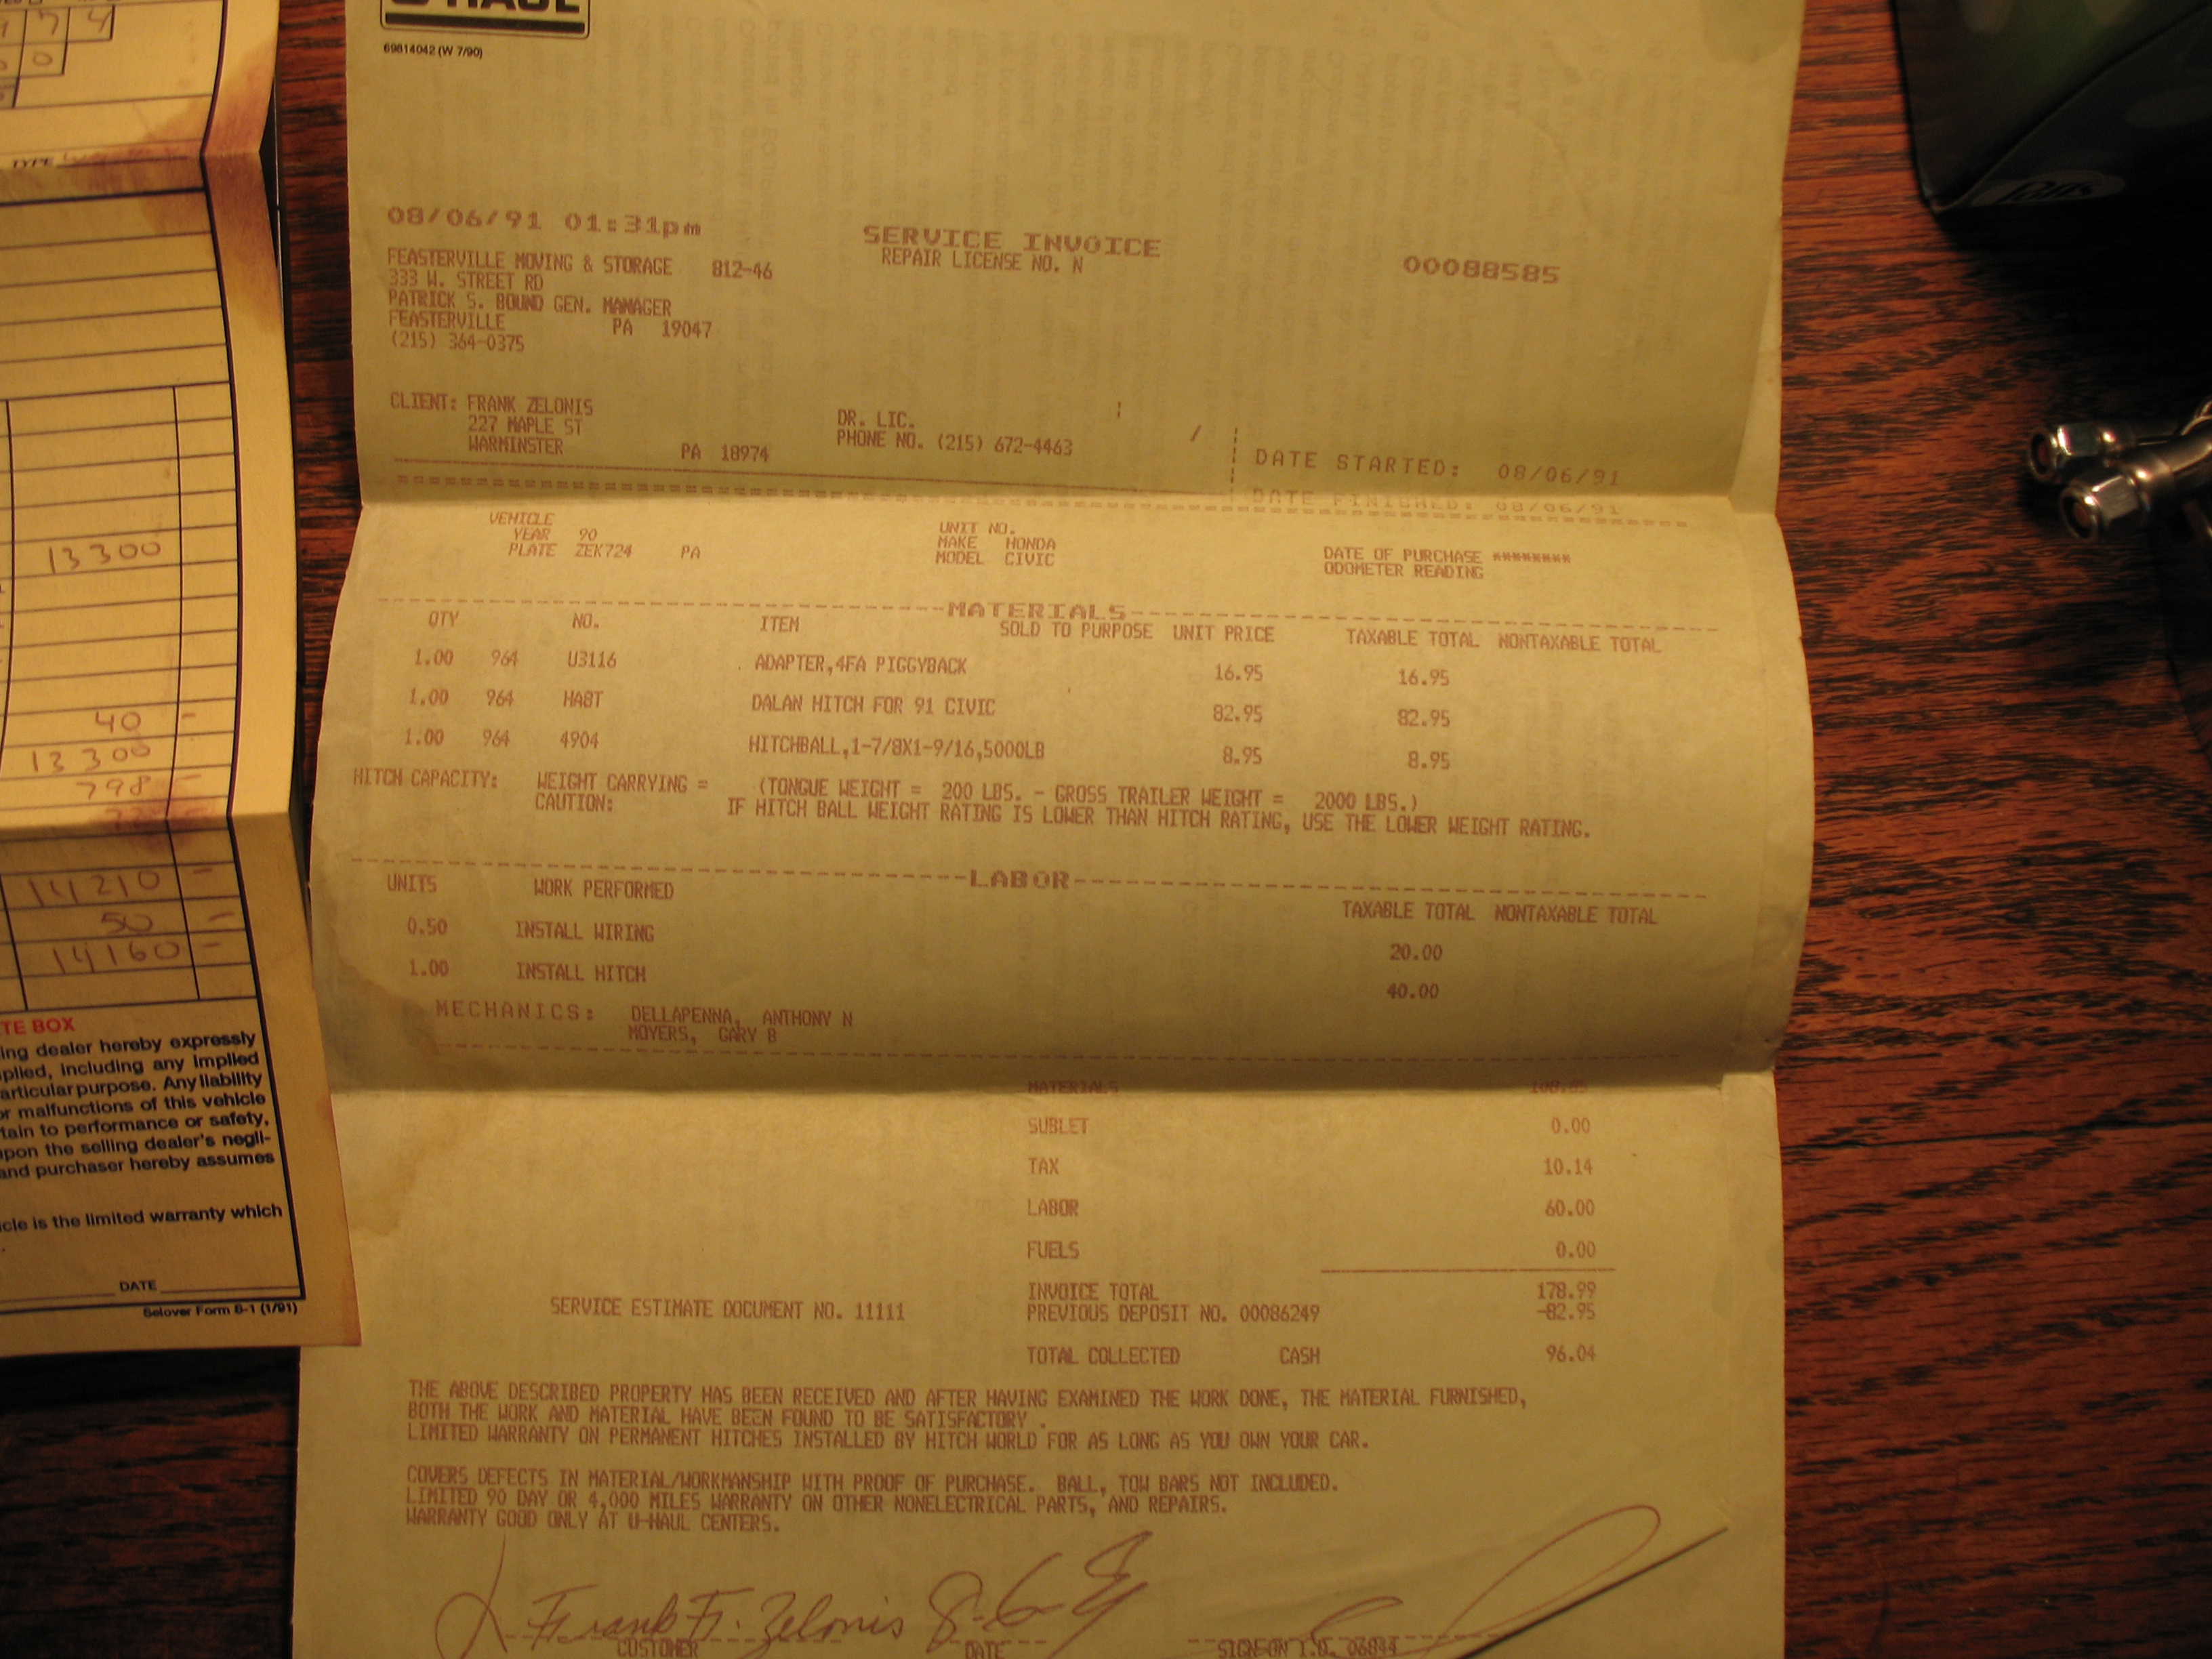 U-HAUL
69814042 (W 7/90)
08/06/91 01:31pm
SERVICE INVOICE
REPAIR LICENSE NO. N
00088585
FEASTERVILLE MOVING & STORAGE 812-46
333 W. STREET RD
PATRICK S. BOUND GEN. MANAGER
FEASTERVILLE PA 19047
(215) 364-0375
CLIENT: FRANK ZELONIS
227 MAPLE ST
WARMINSTER PA 18974
DR. LIC.
PHONE NO. (215) 672-4463
DATE STARTED: 08/06/91
DATE FINISHED: 08/06/91
VEHICLE
YEAR 90
PLATE ZEK724 PA
UNIT NO.
MAKE HONDA
MODEL CIVIC
DATE OF PURCHASE ********
ODOMETER READING
MATERIALS
QTY NO. ITEM SOLD TO PURPOSE UNIT PRICE TAXABLE TOTAL NONTAXABLE TOTAL
1.00 964 U3116 ADAPTER,4FA PIGGYBACK 16.95 16.95
1.00 964 HABT DALAN HITCH FOR 91 CIVIC 82.95 82.95
1.00 964 4904 HITCHBALL,1-7/8X1-9/16,5000LB 8.95 8.95
HITCH CAPACITY: WEIGHT CARRYING = (TONGUE WEIGHT = 200 LBS. - GROSS TRAILER WEIGHT = 2000 LBS.)
CAUTION: IF HITCH BALL WEIGHT RATING IS LOWER THAN HITCH RATING, USE THE LOWER WEIGHT RATING.
LABOR
UNITS WORK PERFORMED TAXABLE TOTAL NONTAXABLE TOTAL
0.50 INSTALL WIRING 20.00
1.00 INSTALL HITCH 40.00
MECHANICS: DELLAPENNA, ANTHONY N
MOYERS, GARY B
MATERIALS 108.85
SUBLET 0.00
TAX 10.14
LABOR 60.00
FUELS 0.00
INVOICE TOTAL 178.99
SERVICE ESTIMATE DOCUMENT NO. 11111 PREVIOUS DEPOSIT NO. 00086249 -82.95
TOTAL COLLECTED CASH 96.04
THE ABOVE DESCRIBED PROPERTY HAS BEEN RECEIVED AND AFTER HAVING EXAMINED THE WORK DONE, THE MATERIAL FURNISHED,
BOTH THE WORK AND MATERIAL HAVE BEEN FOUND TO BE SATISFACTORY .
LIMITED WARRANTY ON PERMANENT HITCHES INSTALLED BY HITCH WORLD FOR AS LONG AS YOU OWN YOUR CAR.
COVERS DEFECTS IN MATERIAL/WORKMANSHIP WITH PROOF OF PURCHASE. BALL, TOW BARS NOT INCLUDED.
LIMITED 90 DAY OR 4,000 MILES WARRANTY ON OTHER NONELECTRICAL PARTS, AND REPAIRS.
WARRANTY GOOD ONLY AT U-HAUL CENTERS.
Frank F. Zelonis 8-6-91
CUSTOMER DATE SIGN-ON I.D. 06844
7 4
0
TYPE
13300
40 -
13300
798 -
72 -
14210 -
50 -
14160 -
TE BOX
ing dealer hereby expressly
plied, including any implied
articular purpose. Any liability
or malfunctions of this vehicle
tain to performance or safety,
upon the selling dealer's negli-
and purchaser hereby assumes
icle is the limited warranty which
DATE
Selover Form S-1 (1/91)